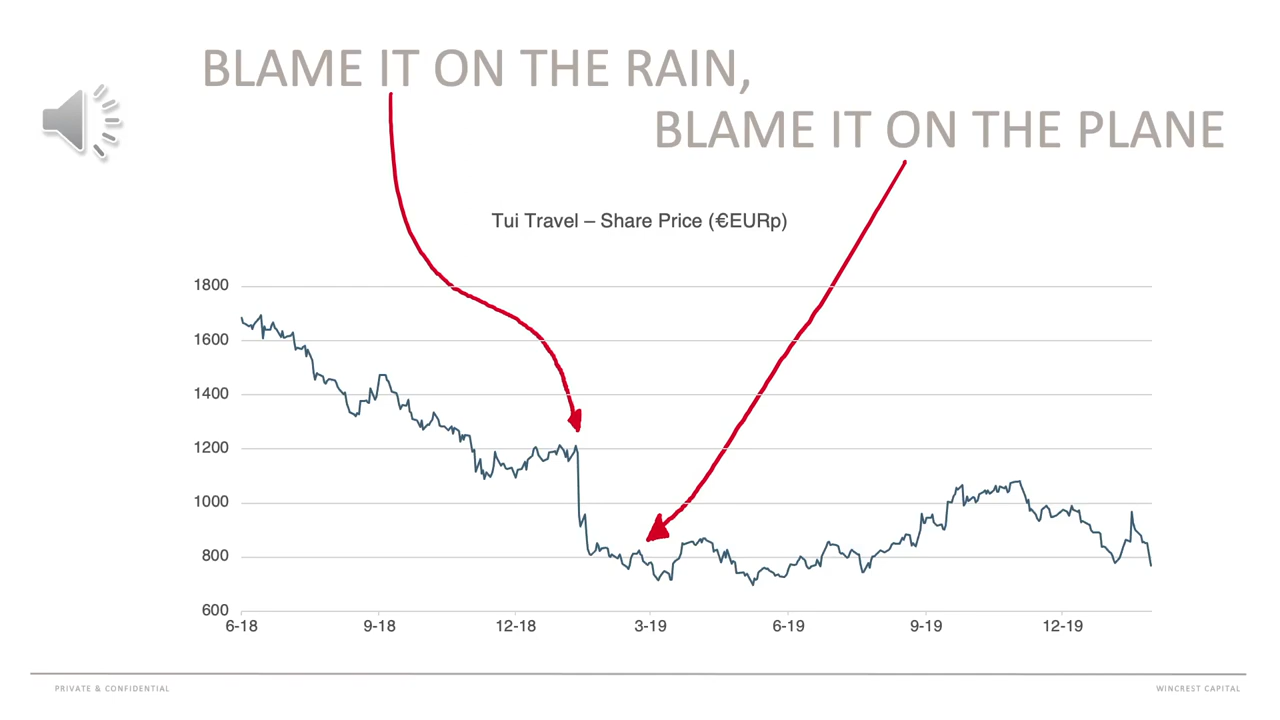 BLAME IT ON THE RAIN,
BLAME IT ON THE PLANE
Tui Travel – Share Price (€EURp)
1800
1600
1400
1200
1000
800
600
6-18 9-18 12-18 3-19 6-19 9-19 12-19
PRIVATE & CONFIDENTIAL WINCREST CAPITAL